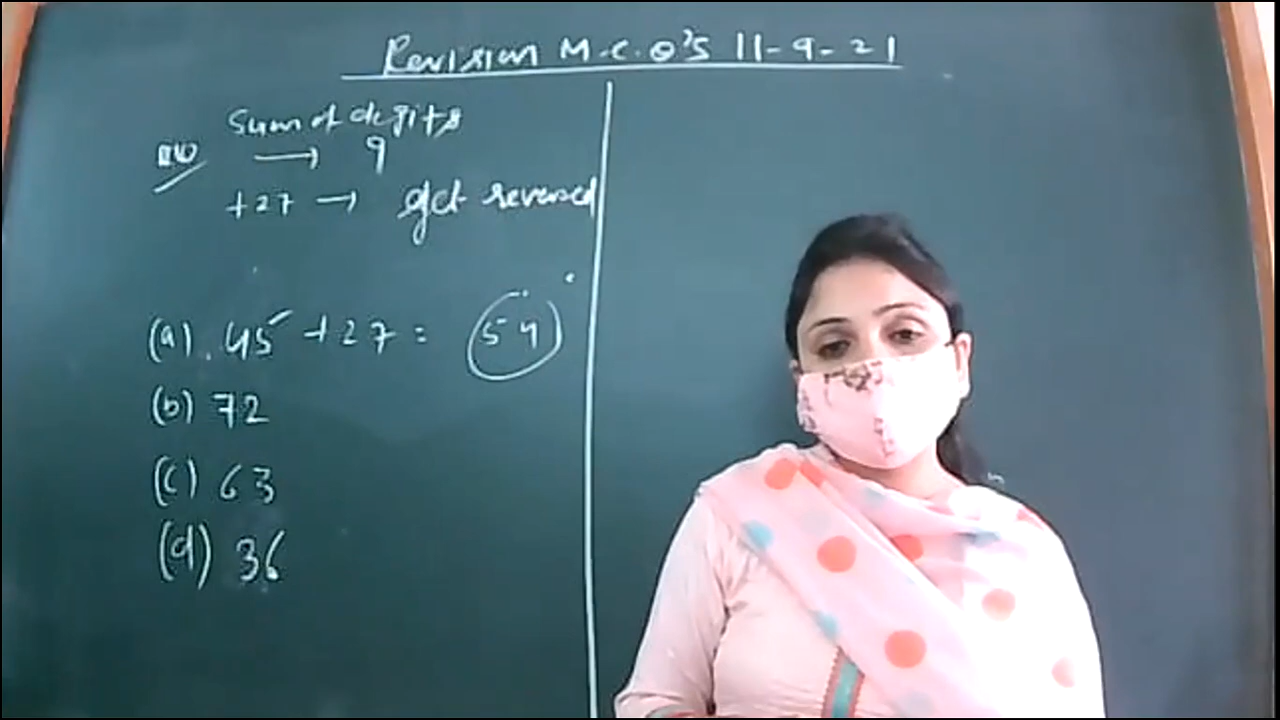 Revision M.C.Q's 11-9-21
Sum of digits
→ 9
+27 → get reversed
(a). 45 +27 = 54
(b) 72
(c) 63
(d) 36